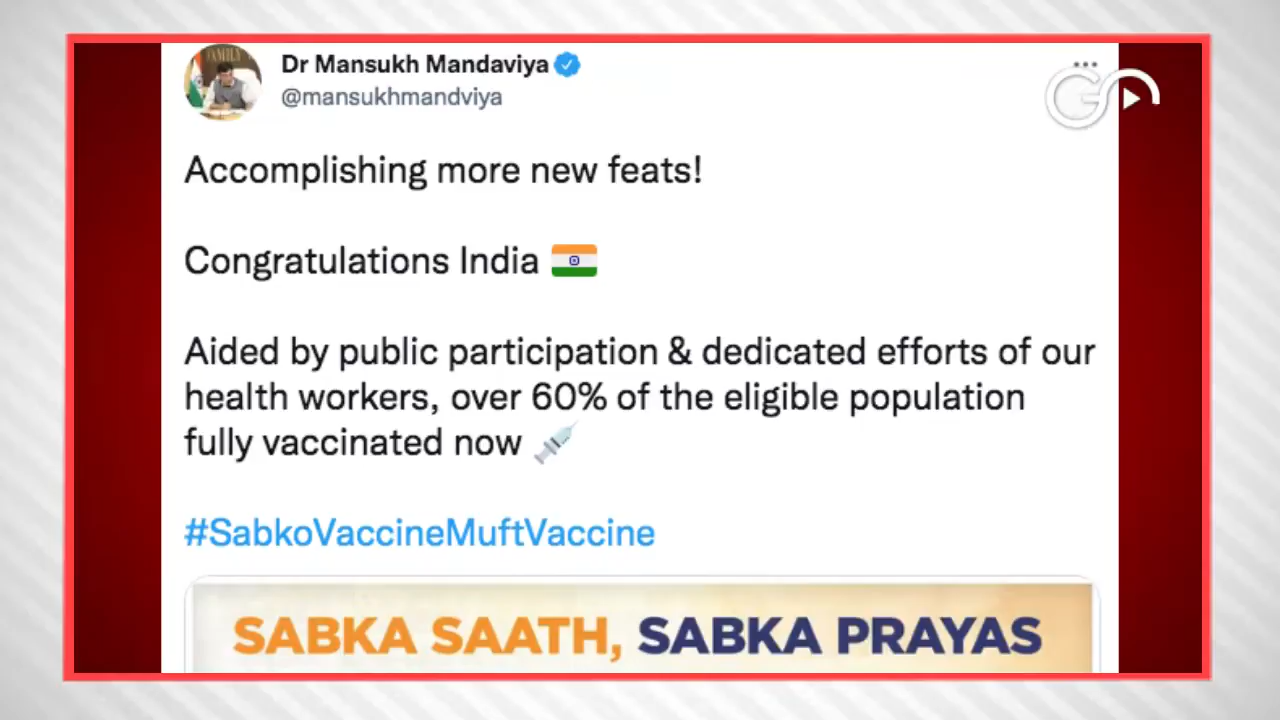 Dr Mansukh Mandaviya
@mansukhmandviya
Accomplishing more new feats!
Congratulations India 🇮🇳
Aided by public participation & dedicated efforts of our
health workers, over 60% of the eligible population
fully vaccinated now 💉
#SabkoVaccineMuftVaccine
SABKA SAATH, SABKA PRAYAS